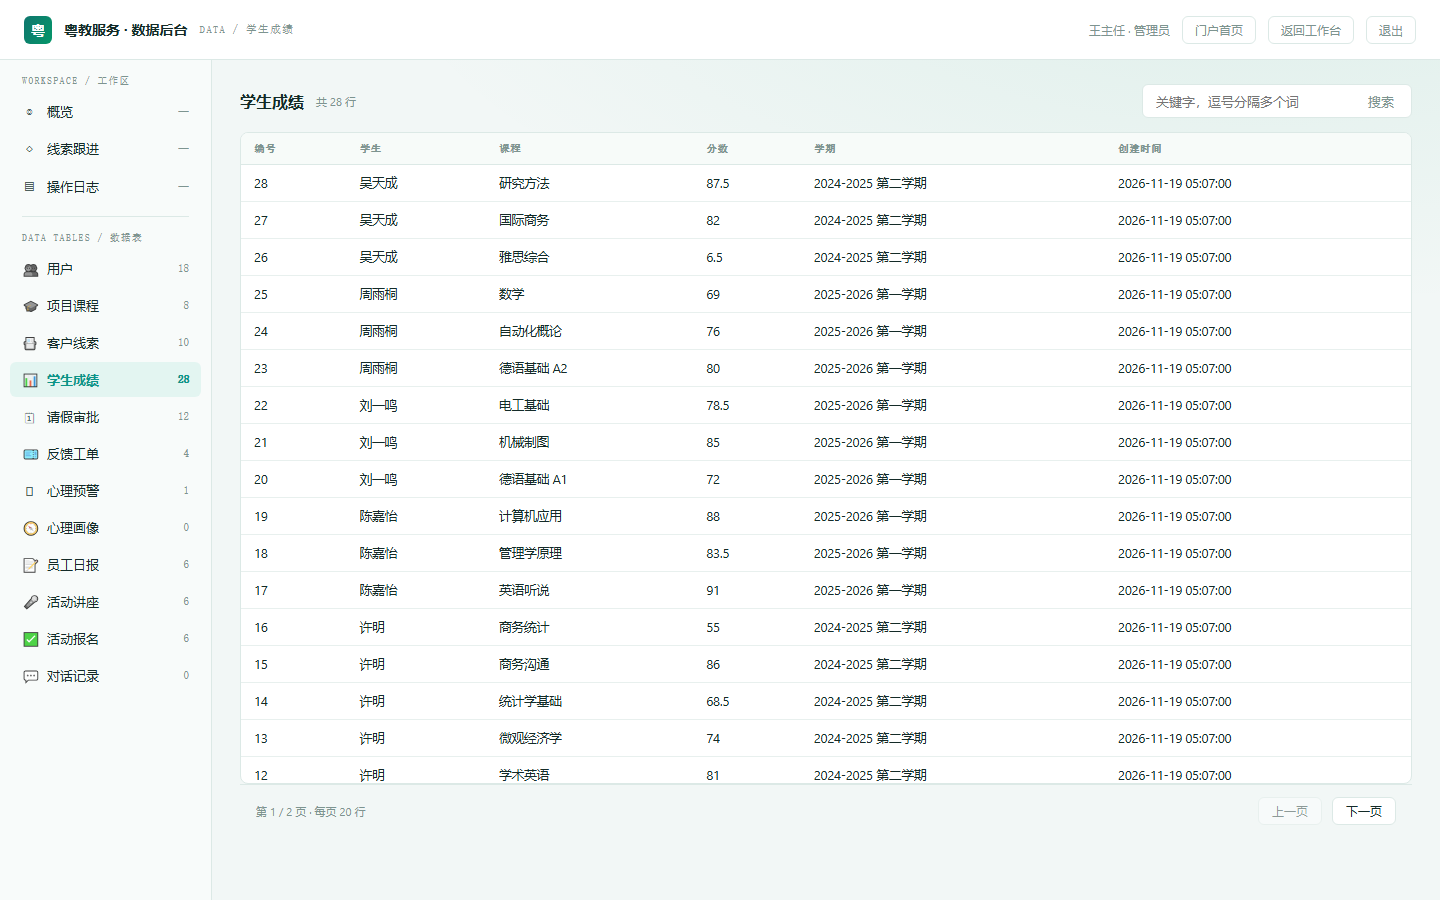 粤 粤教服务 · 数据后台 DATA / 学生成绩 王主任 · 管理员 门户首页 返回工作台 退出
WORKSPACE / 工作区
概览 —
线索跟进 —
操作日志 —
DATA TABLES / 数据表
用户 18
项目课程 8
客户线索 10
学生成绩 28
请假审批 12
反馈工单 4
心理预警 1
心理画像 0
员工日报 6
活动讲座 6
活动报名 6
对话记录 0
学生成绩 共 28 行 关键字，逗号分隔多个词 搜索
编号 学生 课程 分数 学期 创建时间
28 吴天成 研究方法 87.5 2024-2025 第二学期 2026-11-19 05:07:00
27 吴天成 国际商务 82 2024-2025 第二学期 2026-11-19 05:07:00
26 吴天成 雅思综合 6.5 2024-2025 第二学期 2026-11-19 05:07:00
25 周雨桐 数学 69 2025-2026 第一学期 2026-11-19 05:07:00
24 周雨桐 自动化概论 76 2025-2026 第一学期 2026-11-19 05:07:00
23 周雨桐 德语基础 A2 80 2025-2026 第一学期 2026-11-19 05:07:00
22 刘一鸣 电工基础 78.5 2025-2026 第一学期 2026-11-19 05:07:00
21 刘一鸣 机械制图 85 2025-2026 第一学期 2026-11-19 05:07:00
20 刘一鸣 德语基础 A1 72 2025-2026 第一学期 2026-11-19 05:07:00
19 陈嘉怡 计算机应用 88 2025-2026 第一学期 2026-11-19 05:07:00
18 陈嘉怡 管理学原理 83.5 2025-2026 第一学期 2026-11-19 05:07:00
17 陈嘉怡 英语听说 91 2025-2026 第一学期 2026-11-19 05:07:00
16 许明 商务统计 55 2024-2025 第二学期 2026-11-19 05:07:00
15 许明 商务沟通 86 2024-2025 第二学期 2026-11-19 05:07:00
14 许明 统计学基础 68.5 2024-2025 第二学期 2026-11-19 05:07:00
13 许明 微观经济学 74 2024-2025 第二学期 2026-11-19 05:07:00
12 许明 学术英语 81 2024-2025 第二学期 2026-11-19 05:07:00
第 1 / 2 页 · 每页 20 行 上一页 下一页